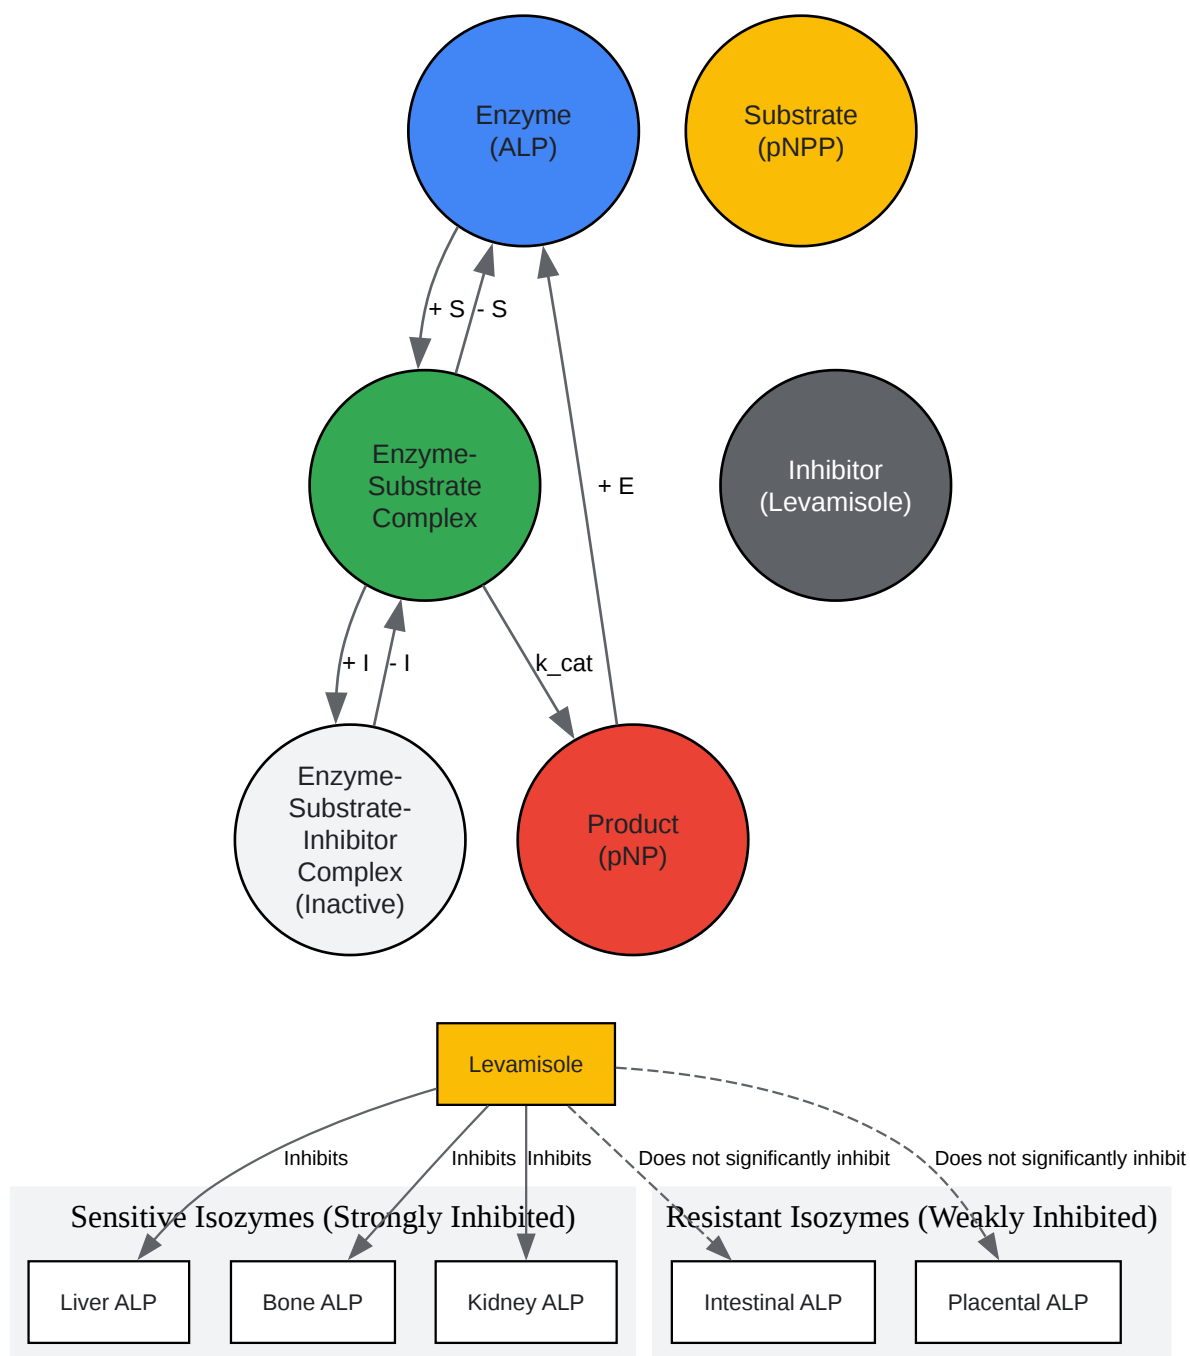 Enzyme
(ALP)
Substrate
(pNPP)
+ S
- S
Enzyme-
Substrate
Complex
Inhibitor
(Levamisole)
+ E
+ I
- I
k_cat
Enzyme-
Substrate-
Inhibitor
Complex
(Inactive)
Product
(pNP)
Levamisole
Inhibits
Inhibits
Inhibits
Does not significantly inhibit
Does not significantly inhibit
Sensitive Isozymes (Strongly Inhibited)
Resistant Isozymes (Weakly Inhibited)
Liver ALP
Bone ALP
Kidney ALP
Intestinal ALP
Placental ALP